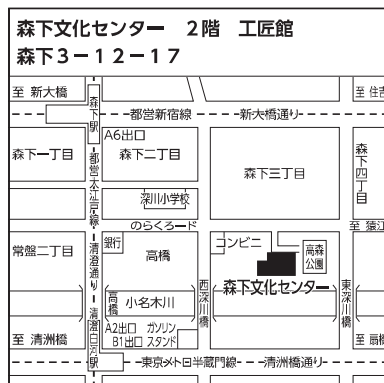 森下文化センター　2階　工匠館
森下3－12－17
至 新大橋
森下駅
都営新宿線
新大橋通り
至 住吉
A6出口
森下一丁目
都営大江戸線
森下二丁目
森下三丁目
森下四丁目
深川小学校
のらくろード
至 猿江
常盤二丁目
清澄通り
銀行
高橋
コンビニ
高森公園
森下文化センター
高橋
小名木川
西深川橋
東深川橋
至 清洲橋
清澄白河駅
A2出口
B1出口
ガソリンスタンド
至 扇橋
東京メトロ半蔵門線
清洲橋通り